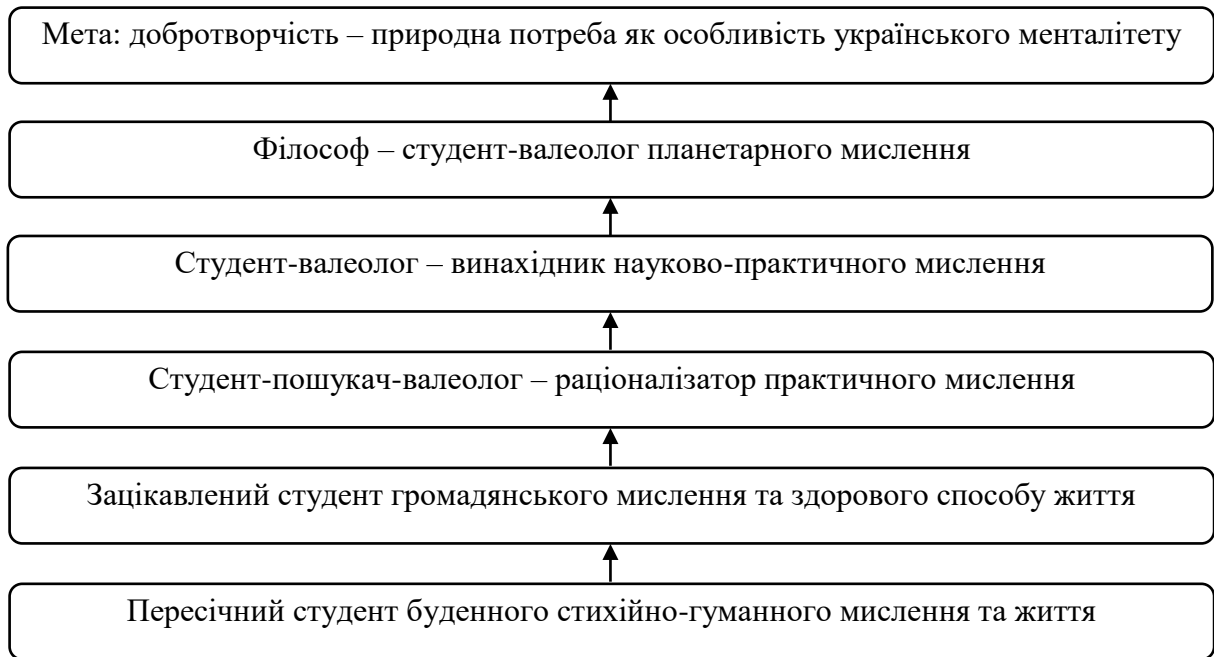 Мета: добротворчість – природна потреба як особливість українського менталітету
Філософ – студент-валеолог планетарного мислення
Студент-валеолог – винахідник науково-практичного мислення
Студент-пошукач-валеолог – раціоналізатор практичного мислення
Зацікавлений студент громадянського мислення та здорового способу життя
Пересічний студент буденного стихійно-гуманного мислення та життя